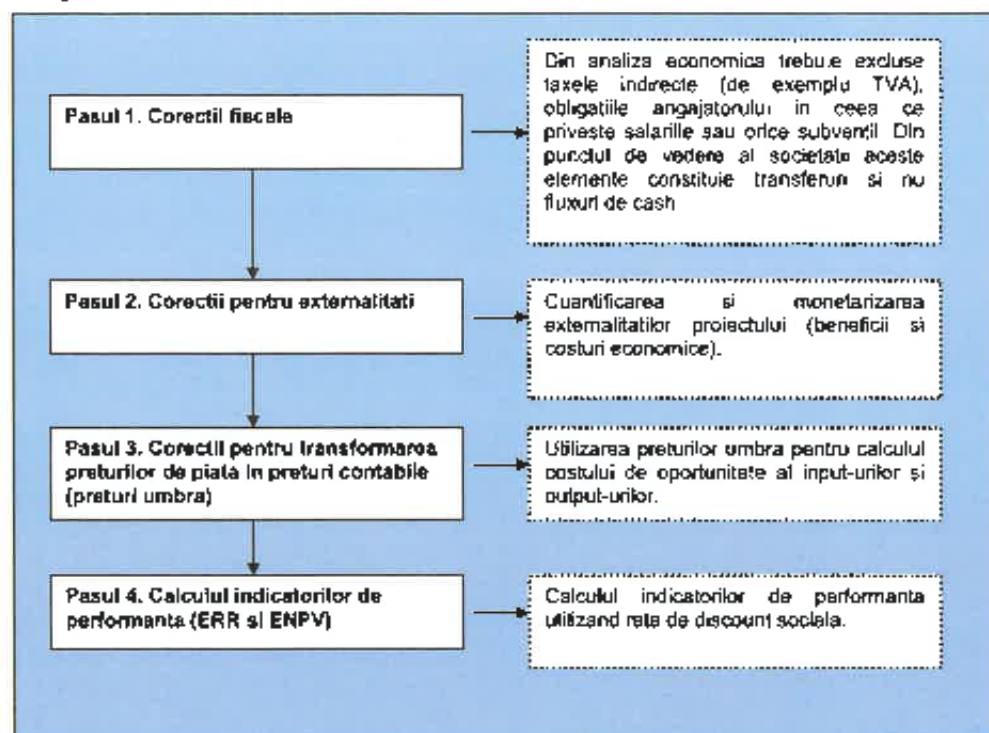 Pasul 1. Corectii fiscale
Din analiza economica trebuie excluse
taxele indirecte (de exemplu TVA),
obligatiile angajatorului in ceea ce
priveste salariile sau orice subventii. Din
punctul de vedere al societatii aceste
elemente constituie transferuri si nu
fluxuri de cash
Pasul 2. Corectii pentru externalitati
Cuantificarea si monetarizarea
externalitatilor proiectului (beneficii si
costuri economice).
Pasul 3. Corectii pentru transformarea
preturilor de piata in preturi contabile
(preturi umbra)
Utilizarea preturilor umbra pentru calculul
costului de oportunitate al input-urilor și
output-urilor.
Pasul 4. Calculul indicatorilor de
performanta (ERR si ENPV)
Calculul indicatorilor de performanta
utilizand rata de discount sociala.